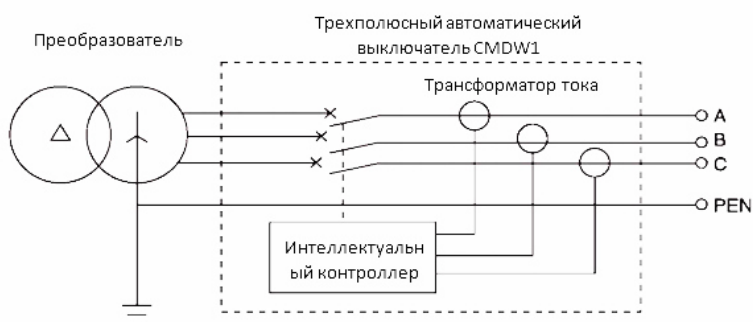 Трехполюсный автоматический
выключатель CMDW1
Преобразователь
Трансформатор тока
A
B
C
PEN
Интеллектуальн
ый контроллер